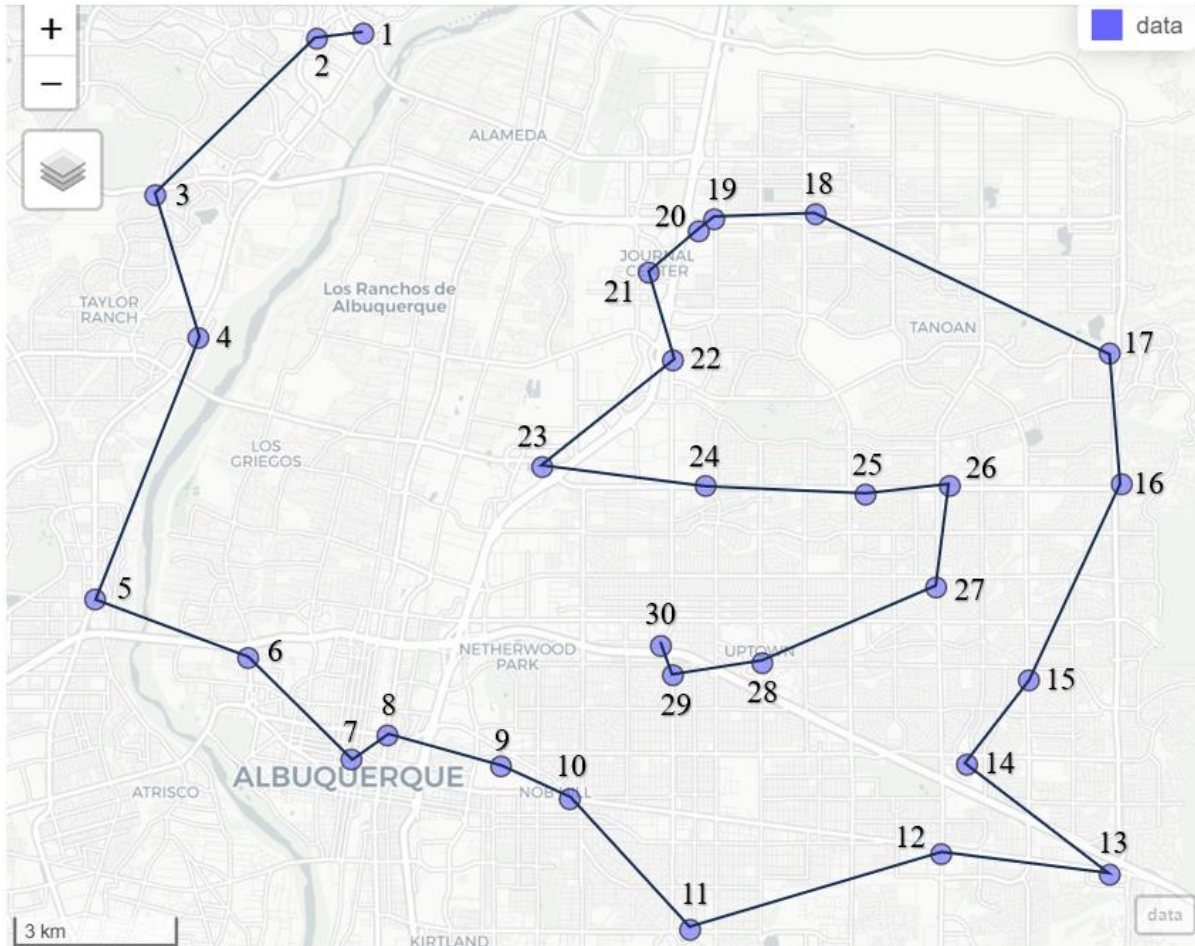 +
−
data
1
2
ALAMEDA
3
19
18
20
JOURNAL
CENTER
21
Los Ranchos de
Albuquerque
TAYLOR
RANCH
4
TANOAN
17
22
23
LOS
GRIEGOS
24
25
26
16
5
27
30
6
NETHERWOOD
PARK
UPTOWN
28
29
15
8
7
9
ALBUQUERQUE
10
14
ATRISCO
NOB HILL
12
13
11
3 km
KIRTLAND
data